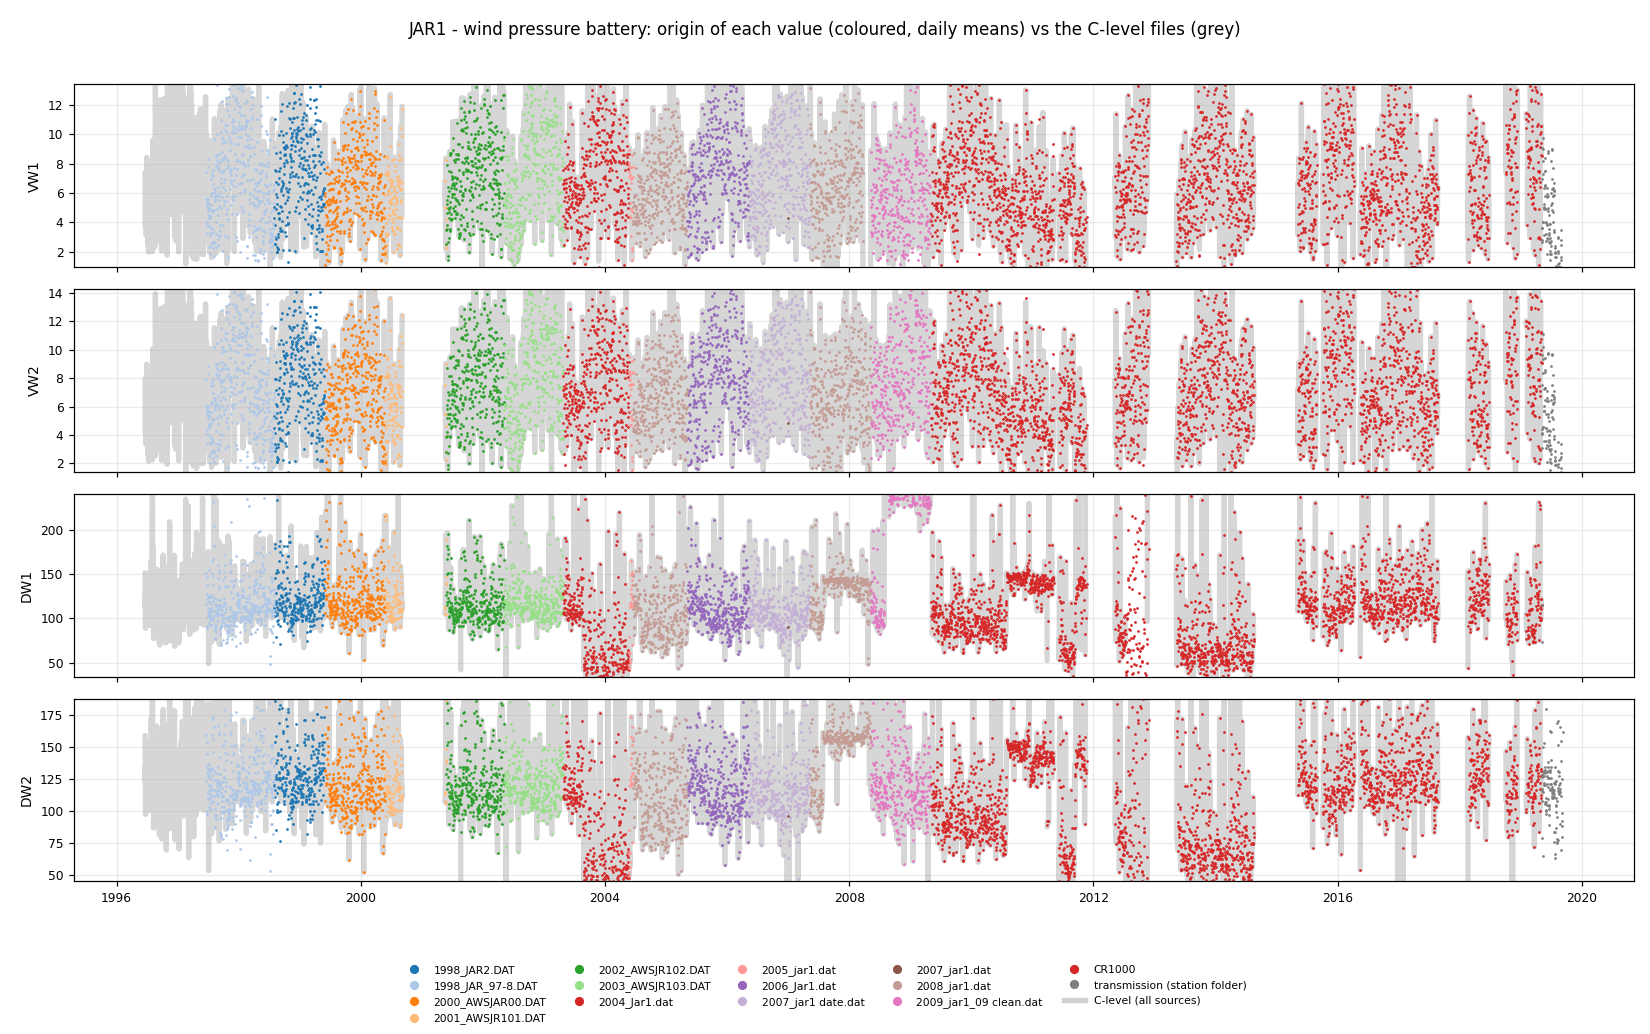 JAR1 - wind pressure battery: origin of each value (coloured, daily means) vs the C-level files (grey)
VW1
12
10
8
6
4
2
VW2
14
12
10
8
6
4
2
DW1
200
150
100
50
DW2
175
150
125
100
75
50
1996 2000 2004 2008 2012 2016 2020
1998_JAR2.DAT
1998_JAR_97-8.DAT
2000_AWSJAR00.DAT
2001_AWSJR101.DAT
2002_AWSJR102.DAT
2003_AWSJR103.DAT
2004_Jar1.dat
2005_jar1.dat
2006_Jar1.dat
2007_jar1 date.dat
2007_jar1.dat
2008_jar1.dat
2009_jar1_09 clean.dat
CR1000
transmission (station folder)
C-level (all sources)